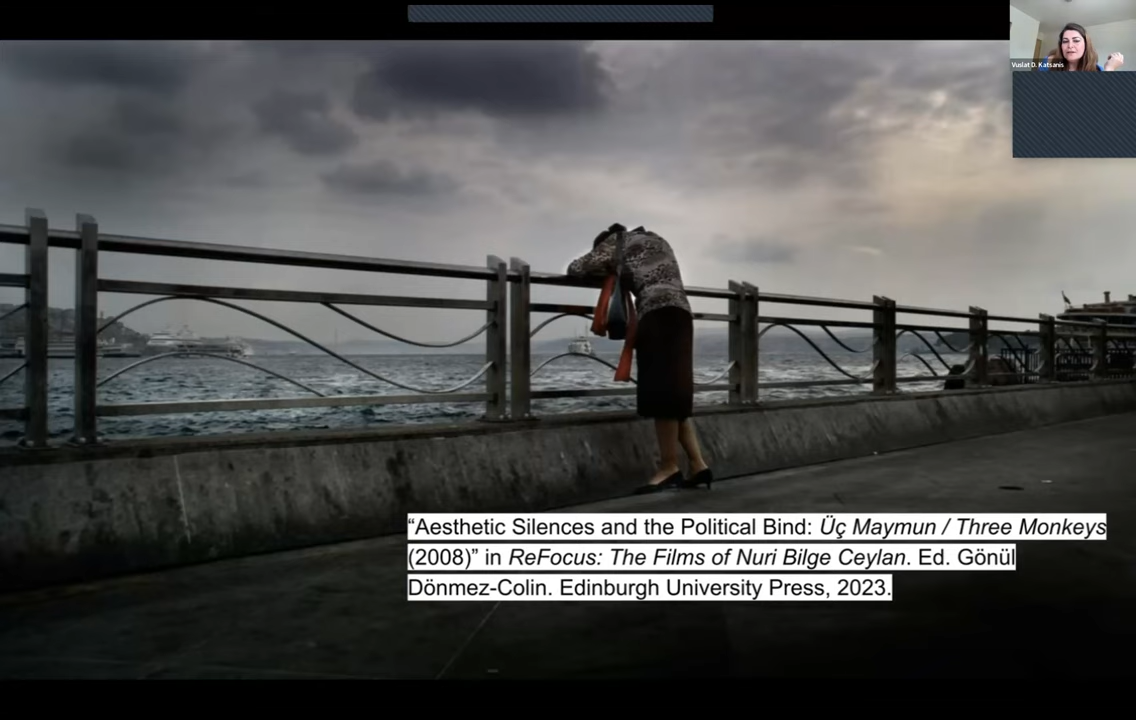 Vuslat D. Katsanis
“Aesthetic Silences and the Political Bind: Üç Maymun / Three Monkeys
(2008)” in ReFocus: The Films of Nuri Bilge Ceylan. Ed. Gönül
Dönmez-Colin. Edinburgh University Press, 2023.